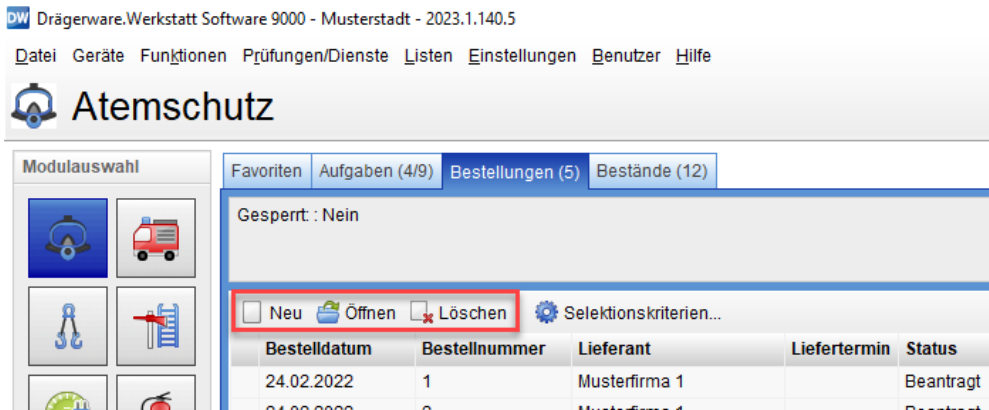 DW Drägerware.Werkstatt Software 9000 - Musterstadt - 2023.1.140.5
Datei Geräte Funktionen Prüfungen/Dienste Listen Einstellungen Benutzer Hilfe
Atemschutz
Modulauswahl
Favoriten Aufgaben (4/9) Bestellungen (5) Bestände (12)
Gesperrt: : Nein
Neu Öffnen Löschen Selektionskriterien...
Bestelldatum Bestellnummer Lieferant Liefertermin Status
24.02.2022 1 Musterfirma 1 Beantragt